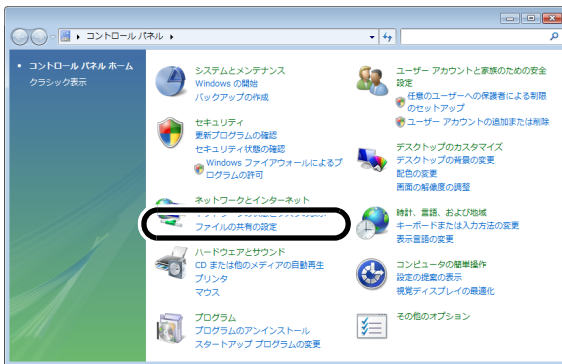 コントロール パネル
コントロール パネル ホーム
クラシック表示
システムとメンテナンス
Windows の開始
バックアップの作成
セキュリティ
更新プログラムの確認
セキュリティ状態の確認
Windows ファイアウォールによるプ
ログラムの許可
ネットワークとインターネット
ファイルの共有の設定
ハードウェアとサウンド
CD または他のメディアの自動再生
プリンタ
マウス
プログラム
プログラムのアンインストール
スタートアップ プログラムの変更
ユーザー アカウントと家族のための安全
設定
任意のユーザーへの保護者による制限
のセットアップ
ユーザー アカウントの追加または削除
デスクトップのカスタマイズ
デスクトップの背景の変更
配色の変更
画面の解像度の調整
時計、言語、および地域
キーボードまたは入力方法の変更
表示言語の変更
コンピュータの簡単操作
設定の提案の表示
視覚ディスプレイの最適化
その他のオプション